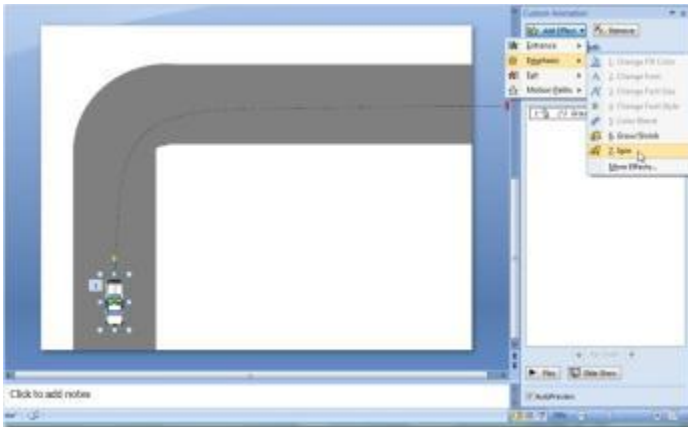 Custom Animation
Add Effect
Remove
Entrance
Emphasis
Exit
Motion Paths
1. Change Fill Color
2. Change Font
3. Change Font Size
4. Change Font Style
5. Color Blend
6. Grow/Shrink
7. Spin
More Effects...
1
Play
Slide Show
AutoPreview
Click to add notes